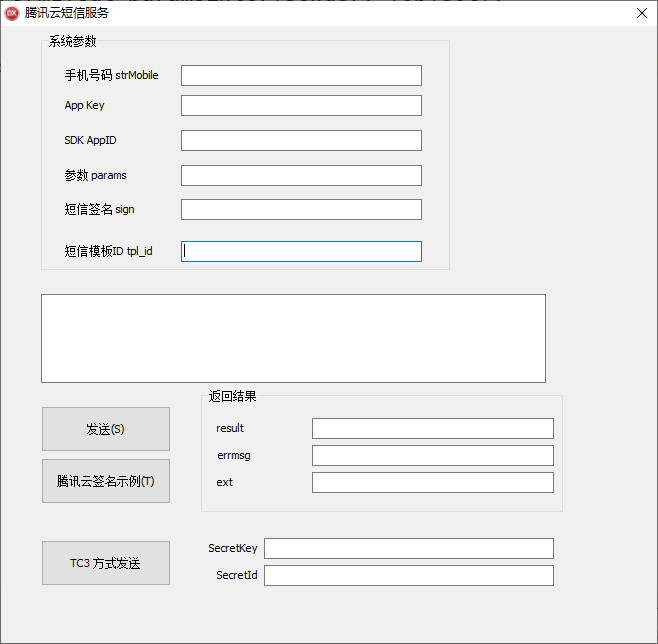 DX 腾讯云短信服务
系统参数
手机号码 strMobile
App Key
SDK AppID
参数 params
短信签名 sign
短信模板ID tpl_id
返回结果
发送(S)
result
errmsg
腾讯云签名示例(T)
ext
SecretKey
TC3 方式发送
SecretId